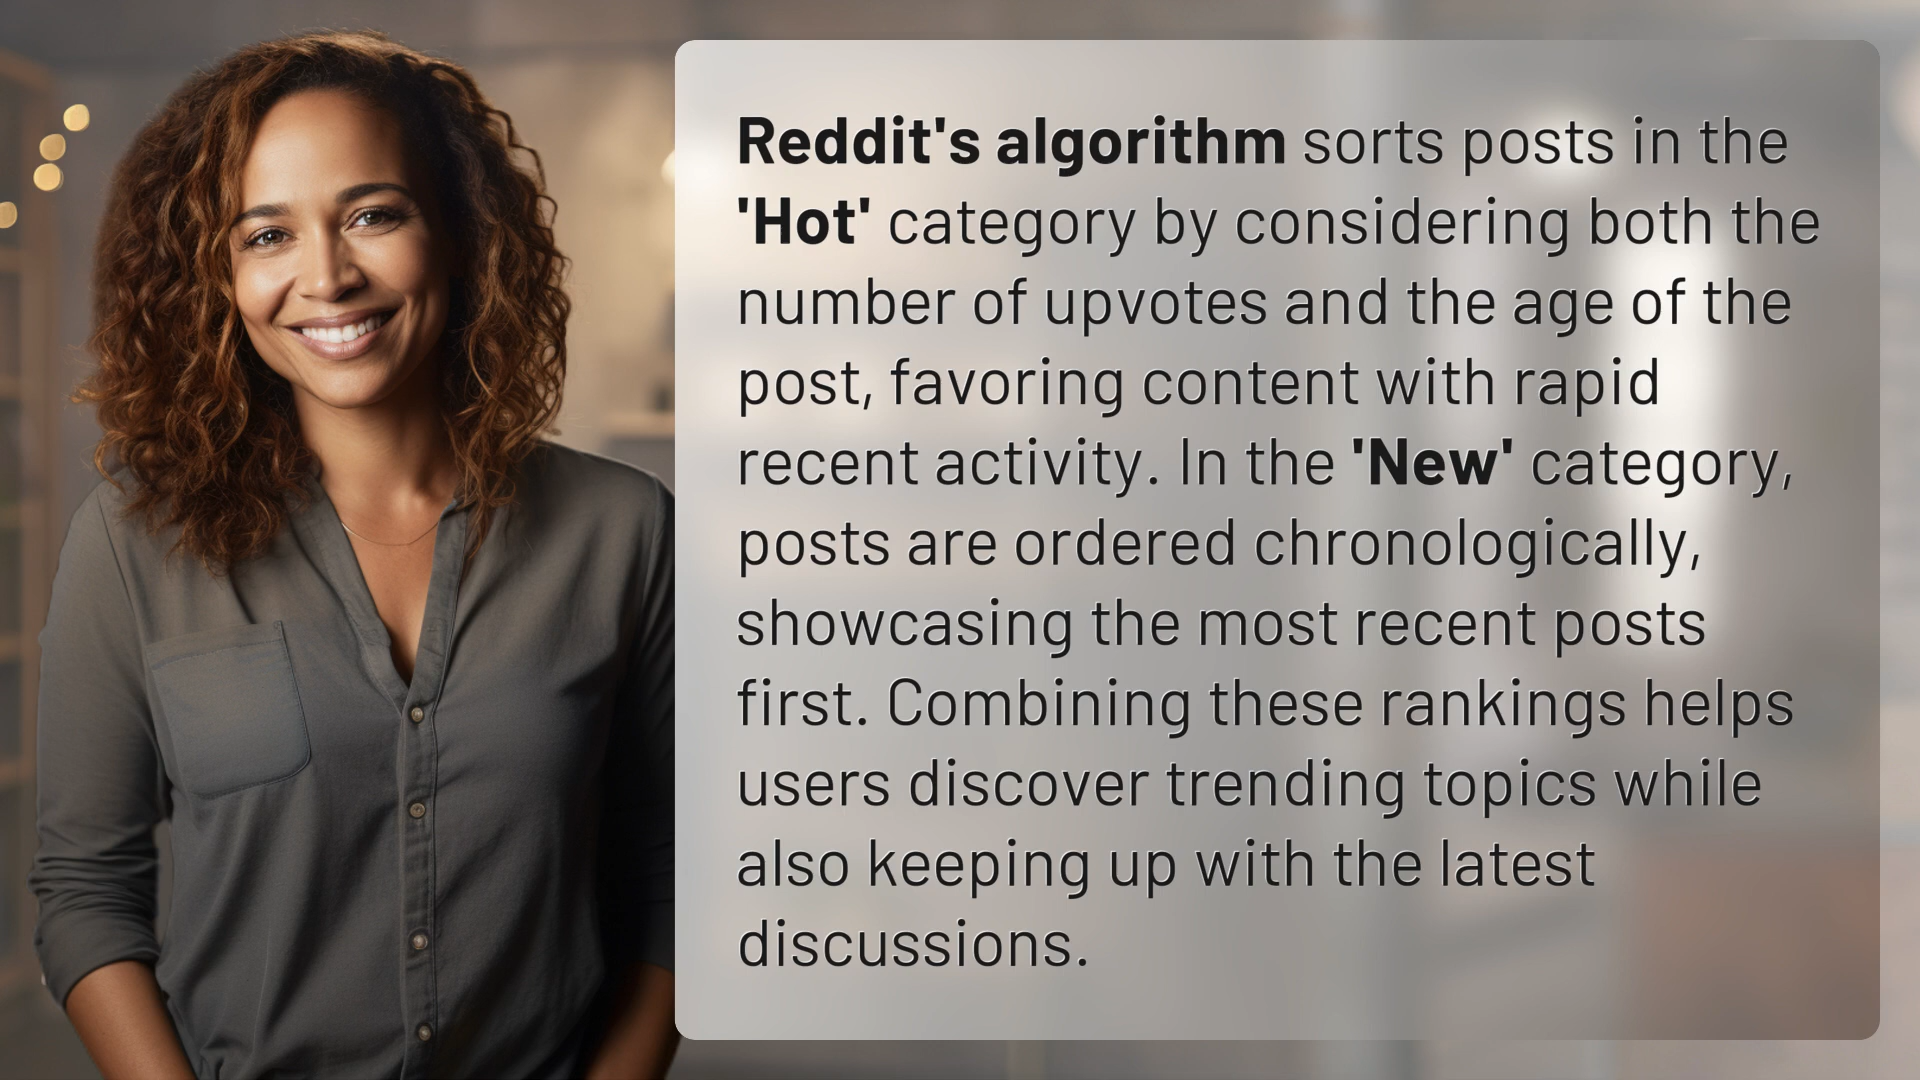 Reddit's algorithm sorts posts in the
'Hot' category by considering both the
number of upvotes and the age of the
post, favoring content with rapid
recent activity. In the 'New' category,
posts are ordered chronologically,
showcasing the most recent posts
first. Combining these rankings helps
users discover trending topics while
also keeping up with the latest
discussions.